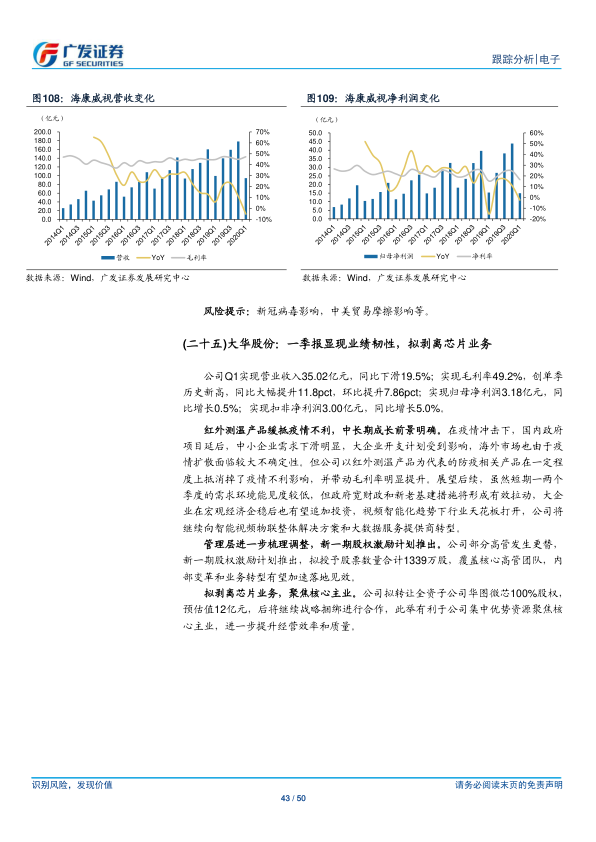 广发证券
GF SECURITIES
跟踪分析|电子
图108：海康威视营收变化
图109：海康威视净利润变化
（亿元）
200.0
180.0
160.0
140.0
120.0
100.0
80.0
60.0
40.0
20.0
0.0
70%
60%
50%
40%
30%
20%
10%
0%
-10%
2014Q1
2014Q3
2015Q1
2015Q3
2016Q1
2016Q3
2017Q1
2017Q3
2018Q1
2018Q3
2019Q1
2019Q3
2020Q1
营收
YoY
毛利率
（亿元）
50.0
45.0
40.0
35.0
30.0
25.0
20.0
15.0
10.0
5.0
0.0
60%
50%
40%
30%
20%
10%
0%
-10%
-20%
2014Q1
2014Q3
2015Q1
2015Q3
2016Q1
2016Q3
2017Q1
2017Q3
2018Q1
2018Q3
2019Q1
2019Q3
2020Q1
归母净利润
YoY
净利率
数据来源：Wind，广发证券发展研究中心
数据来源：Wind，广发证券发展研究中心
风险提示：新冠病毒影响，中美贸易摩擦影响等。
(二十五)大华股份：一季报显现业绩韧性，拟剥离芯片业务
公司Q1实现营业收入35.02亿元，同比下滑19.5%；实现毛利率49.2%，创单季
历史新高，同比大幅提升11.8pct，环比提升7.86pct；实现归母净利润3.18亿元，同
比增长0.5%；实现扣非净利润3.00亿元，同比增长5.0%。
红外测温产品缓抵疫情不利，中长期成长前景明确。在疫情冲击下，国内政府
项目延后，中小企业需求下滑明显，大企业开支计划受到影响，海外市场也由于疫
情扩散面临较大不确定性。但公司以红外测温产品为代表的防疫相关产品在一定程
度上抵消掉了疫情不利影响，并带动毛利率明显提升。展望后续，虽然短期一两个
季度的需求环境能见度较低，但政府宽财政和新老基建措施将形成有效拉动，大企
业在宏观经济企稳后也有望追加投资，视频智能化趋势下行业天花板打开，公司将
继续向智能视频物联整体解决方案和大数据服务提供商转型。
管理层进一步梳理调整，新一期股权激励计划推出。公司部分高管发生更替，
新一期股权激励计划推出，拟授予股票数量合计1339万股，覆盖核心高管团队，内
部变革和业务转型有望加速落地见效。
拟剥离芯片业务，聚焦核心主业。公司拟转让全资子公司华图微芯100%股权，
预估值12亿元，后将继续战略捆绑进行合作，此举有利于公司集中优势资源聚焦核
心主业，进一步提升经营效率和质量。
识别风险，发现价值
请务必阅读末页的免责声明
43 / 50